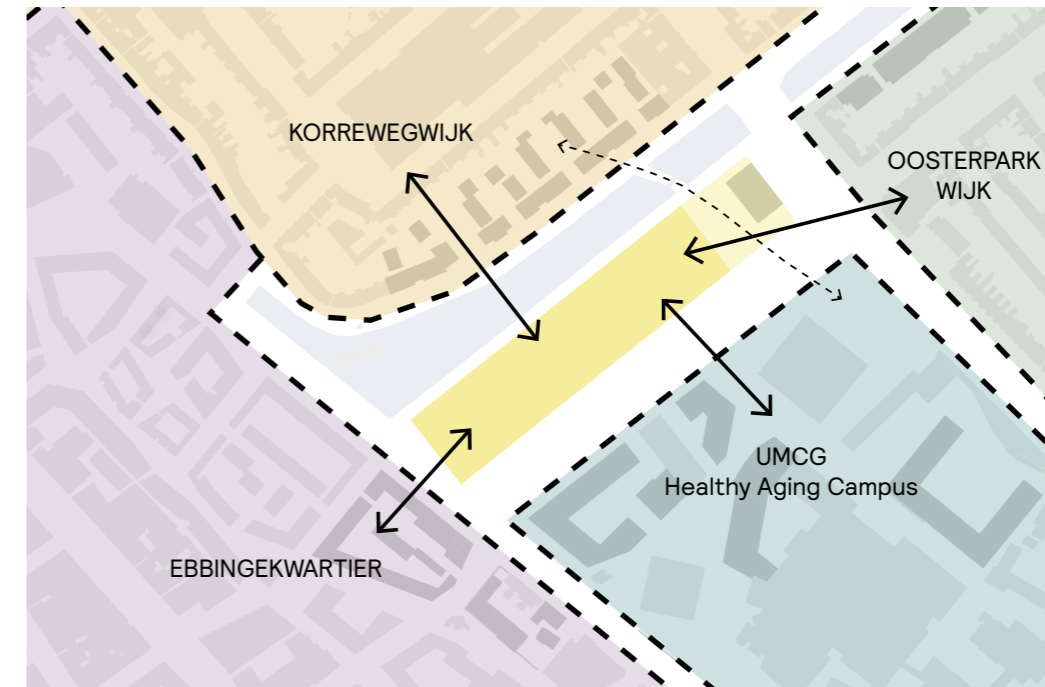 KORREWEGWIJK
OOSTERPARK
WIJK
UMCG
Healthy Aging Campus
EBBINGEKWARTIER